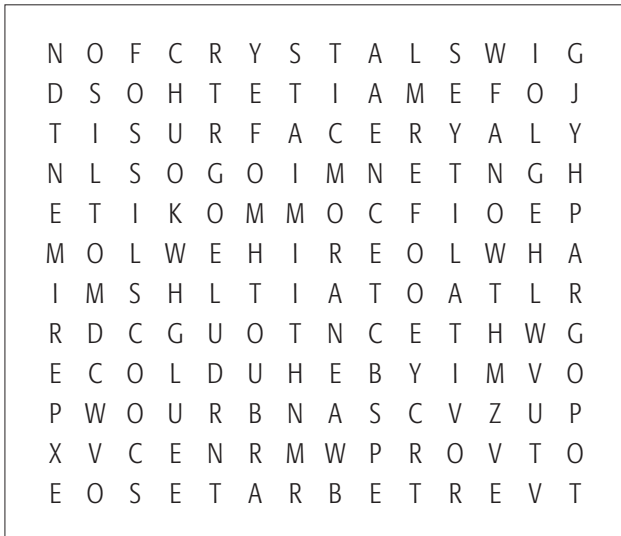 N O F C R Y S T A L S W I G
D S O H T E T I A M E F O J
T I S U R F A C E R Y A L Y
N L S O G O I M N E T N G H
E T I K O M M O C F I O E P
M O L W E H I R E O L W H A
I M S H L T I A T O A T L R
R D C G U O T N C E T H W G
E C O L D U H E B Y I M V O
P W O U R B N A S C V Z U P
X V C E N R M W P R O V T O
E O S E T A R B E T R E V T